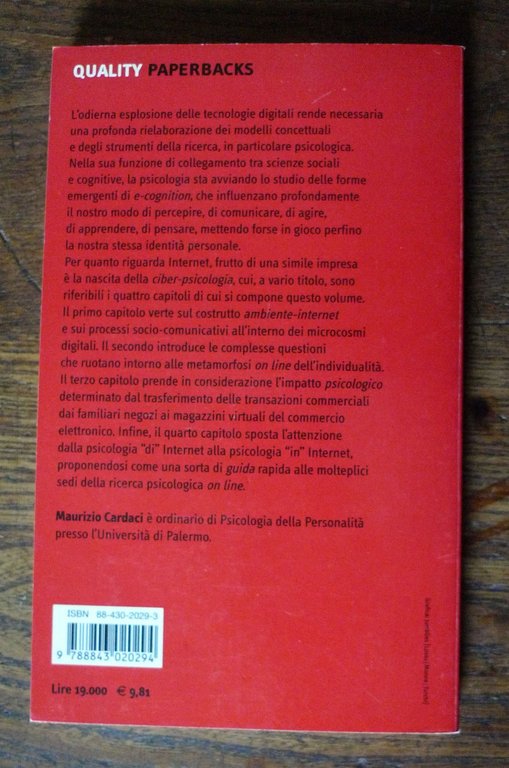 QUALITY PAPERBACKS
L'odierna esplosione delle tecnologie digitali rende necessaria
una profonda rielaborazione dei modelli concettuali
e degli strumenti della ricerca, in particolare psicologica.
Nella sua funzione di collegamento tra scienze sociali
e cognitive, la psicologia sta avviando lo studio delle forme
emergenti di e-cognition, che influenzano profondamente
il nostro modo di percepire, di comunicare, di agire,
di apprendere, di pensare, mettendo forse in gioco perfino
la nostra stessa identità personale.
Per quanto riguarda Internet, frutto di una simile impresa
è la nascita della ciber-psicologia, cui, a vario titolo, sono
riferibili i quattro capitoli di cui si compone questo volume.
Il primo capitolo verte sul costrutto ambiente-internet
e sui processi socio-comunicativi all'interno dei microcosmi
digitali. Il secondo introduce le complesse questioni
che ruotano intorno alle metamorfosi on line dell'individualità.
Il terzo capitolo prende in considerazione l'impatto psicologico
determinato dal trasferimento delle transazioni commerciali
dai familiari negozi ai magazzini virtuali del commercio
elettronico. Infine, il quarto capitolo sposta l'attenzione
dalla psicologia "di" Internet alla psicologia "in" Internet,
proponendosi come una sorta di guida rapida alle molteplici
sedi della ricerca psicologica on line.
Maurizio Cardaci è ordinario di Psicologia della Personalità
presso l'Università di Palermo.
ISBN 88-430-2029-3
9 788843 020294
Lire 19.000 € 9,81